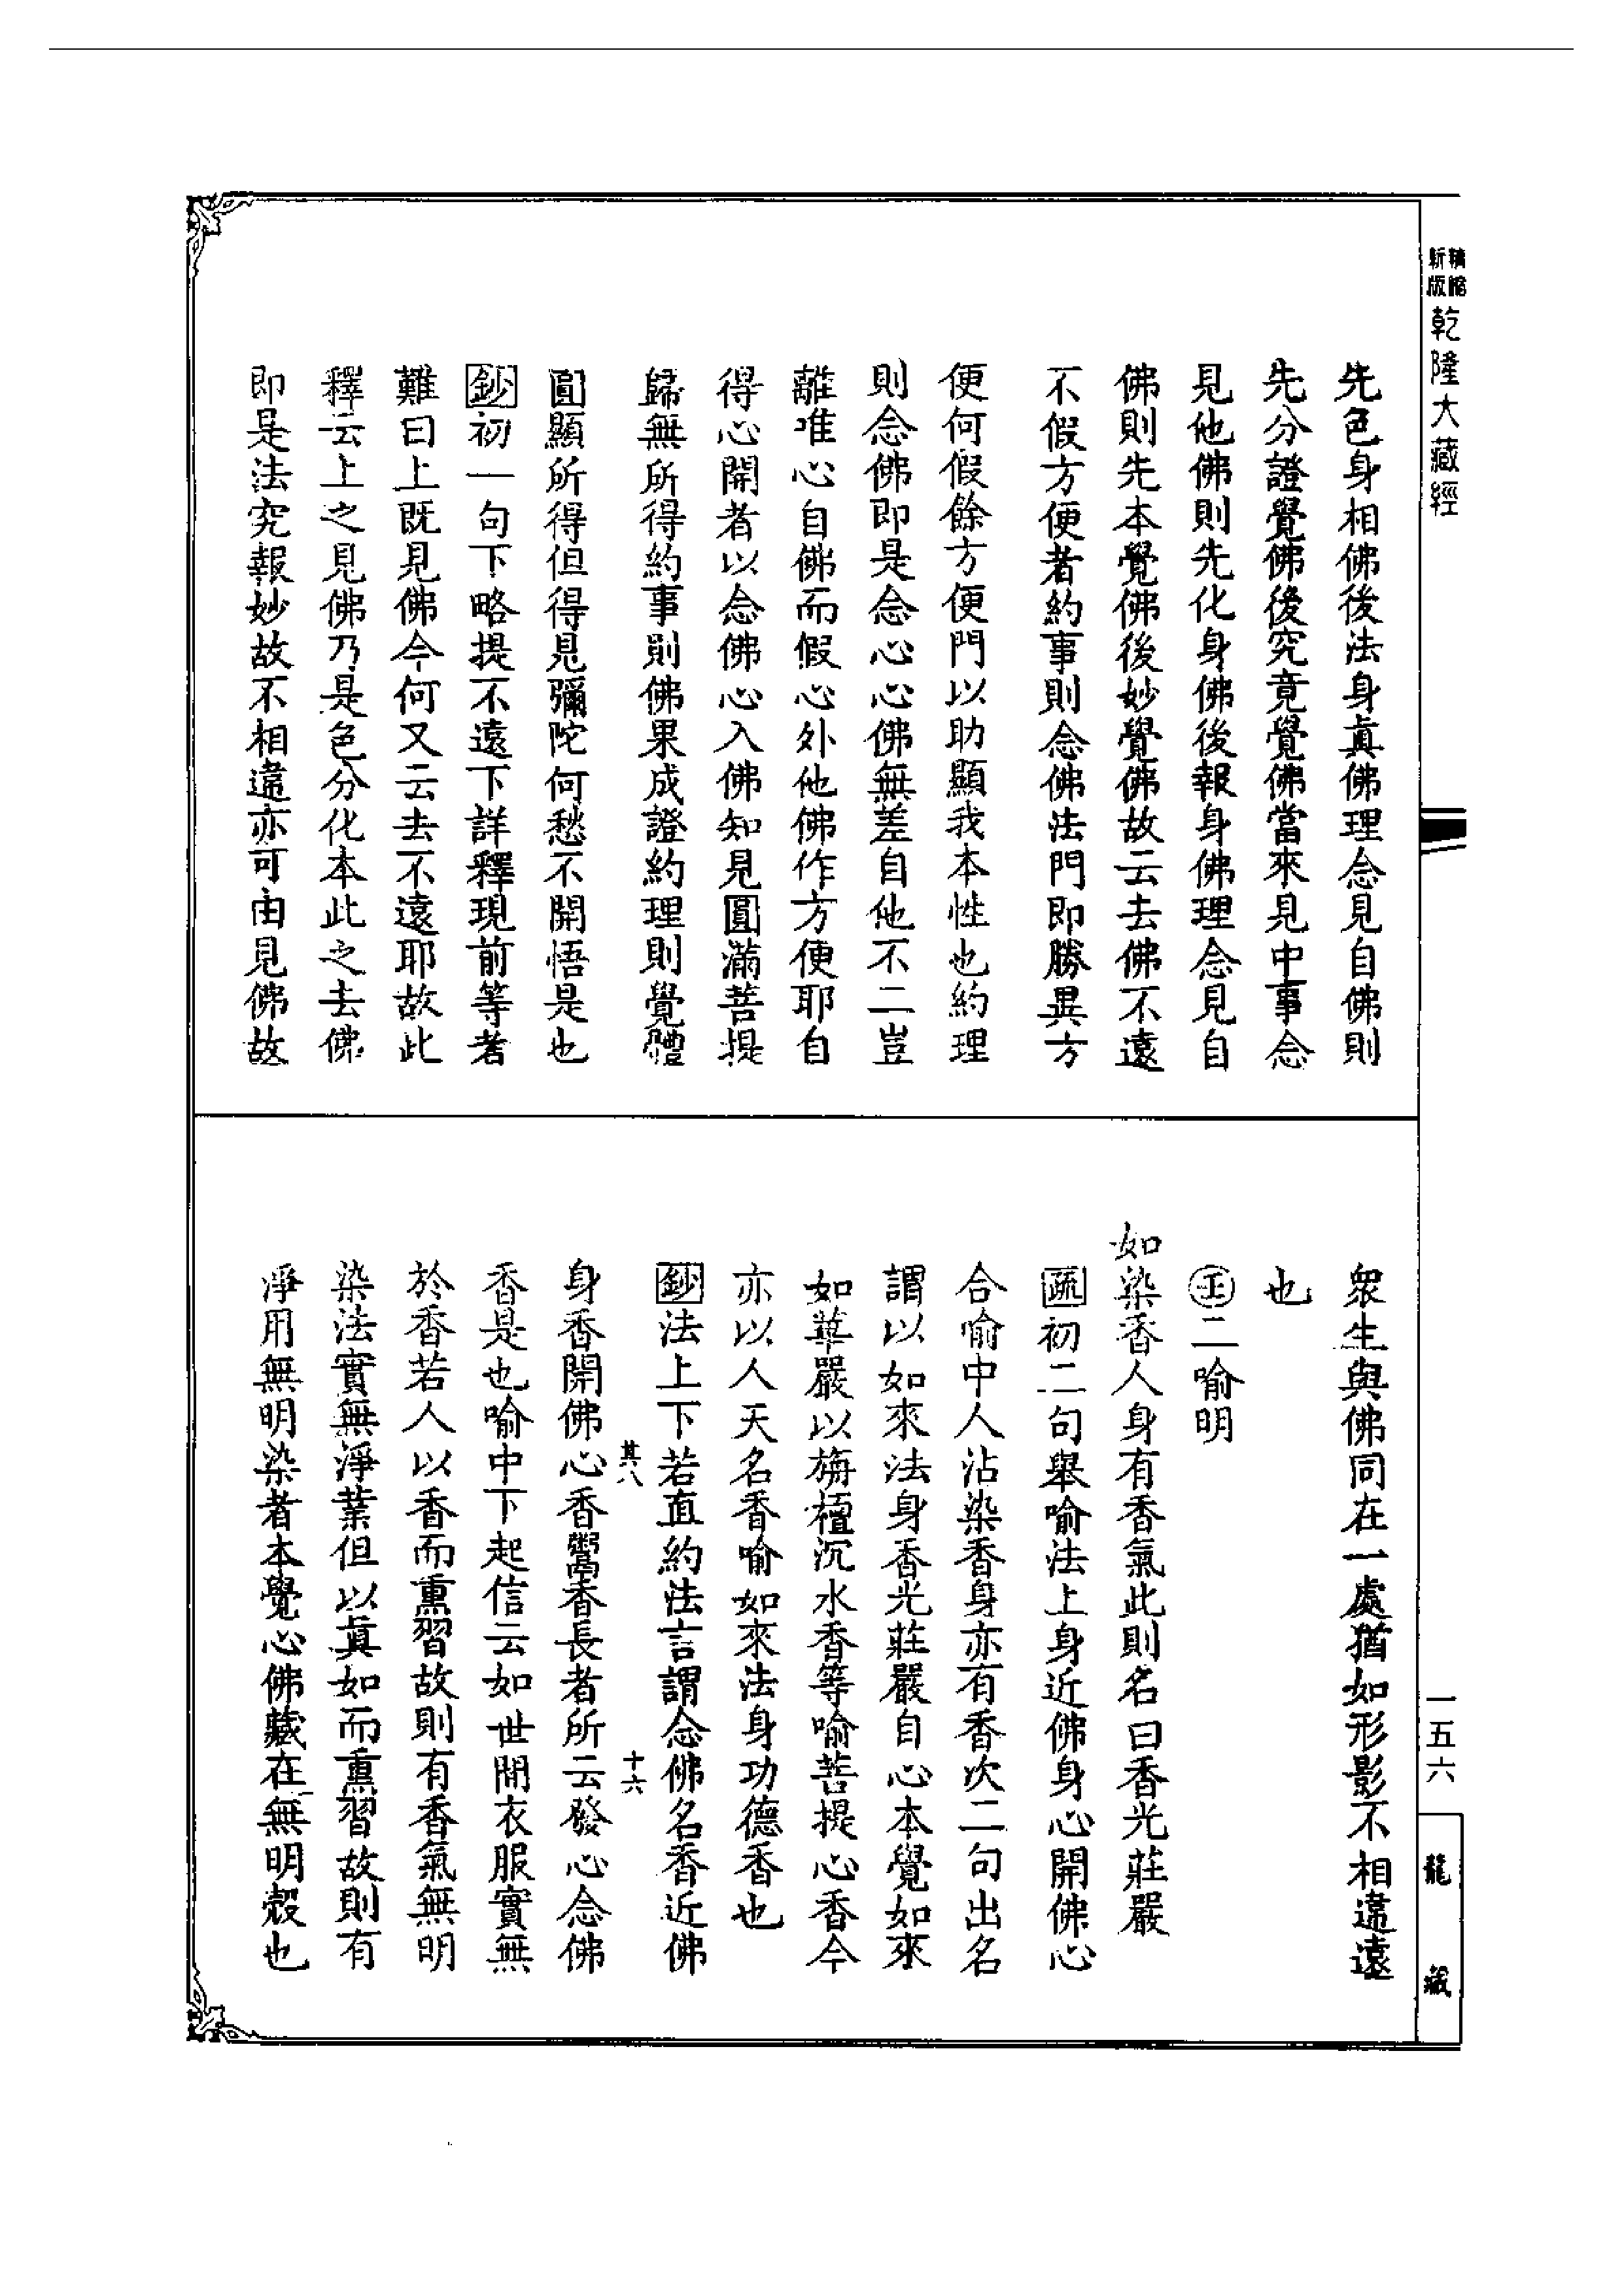 精縮
新版
乾隆大藏經
先色身相佛後法身真佛理念見自佛則
先分證覺佛後究竟覺佛當來見中事念
見他佛則先化身佛後報身佛理念見自
佛則先本覺佛後妙覺佛故云去佛不遠
不假方便者約事則念佛法門即勝異方
便何假餘方便門以助顯我本性也約理
則念佛即是念心心佛無差自他不二豈
離唯心自佛而假心外他佛作方便耶自
得心開者以念佛心入佛知見圓滿菩提
歸無所得約事則佛果成證約理則覺體
圓顯所得但得見彌陀何愁不開悟是也
鈔初一句下略提不遠下詳釋現前等者
難曰上既見佛今何又云去不遠耶故此
釋云上之見佛乃是色分化本此之去佛
即是法究報妙故不相違亦可由見佛故
眾生與佛同在一處猶如形影不相違遠
也
壬二喻明
如染香人身有香氣此則名曰香光莊嚴
疏初二句舉喻法上身近佛身心開佛心
合喻中人沾染香身亦有香次二句出名
謂以如來法身香光莊嚴自心本覺如來
如華嚴以旃檀沉水香等喻菩提心香今
亦以人天名香喻如來法身功德香也
鈔法上下若直約法言謂念佛名香近佛
其八
十六
身香開佛心香鬻香長者所云發心念佛
香是也喻中下起信云如世間衣服實無
於香若人以香而熏習故則有香氣無明
染法實無淨業但以真如而熏習故則有
淨用無明染者本覺心佛藏在無明殼也
一五六
龍藏